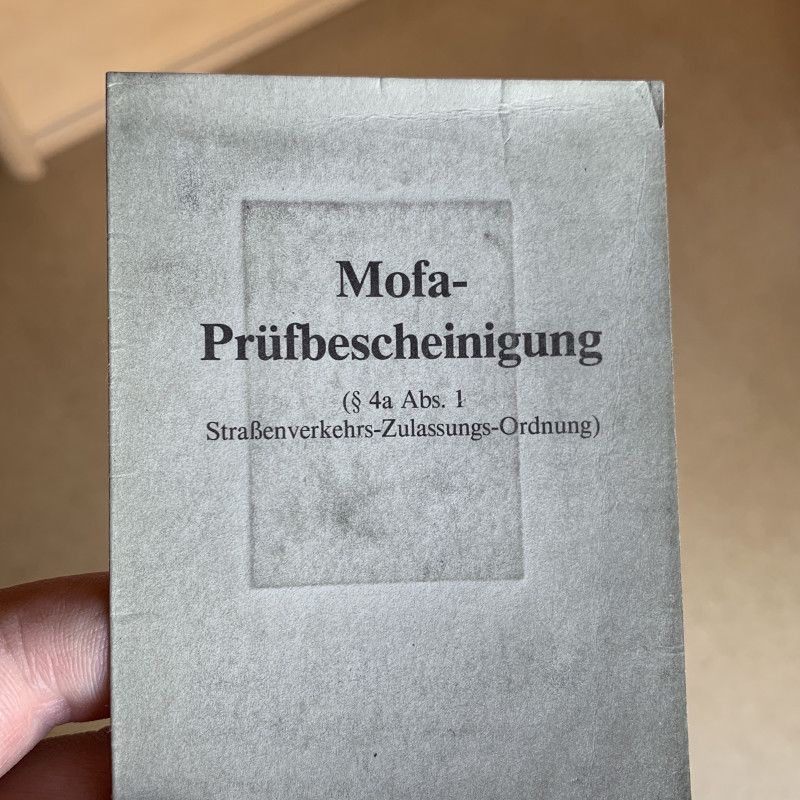 Mofa-
Prüfbescheinigung
(§ 4a Abs. 1
Straßenverkehrs-Zulassungs-Ordnung)